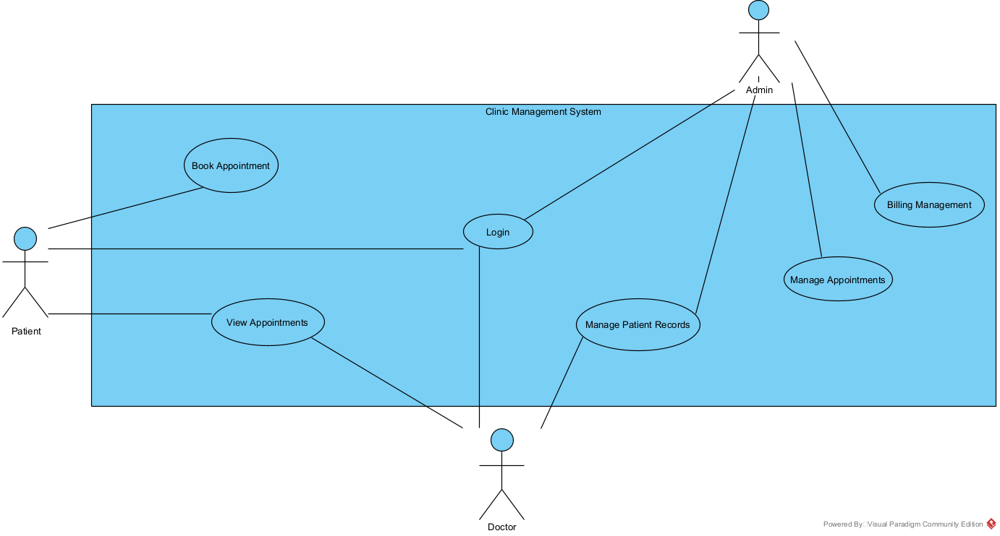 Admin
Clinic Management System
Book Appointment
Billing Management
Login
Manage Appointments
View Appointments
Manage Patient Records
Patient
Doctor
Powered By Visual Paradigm Community Edition